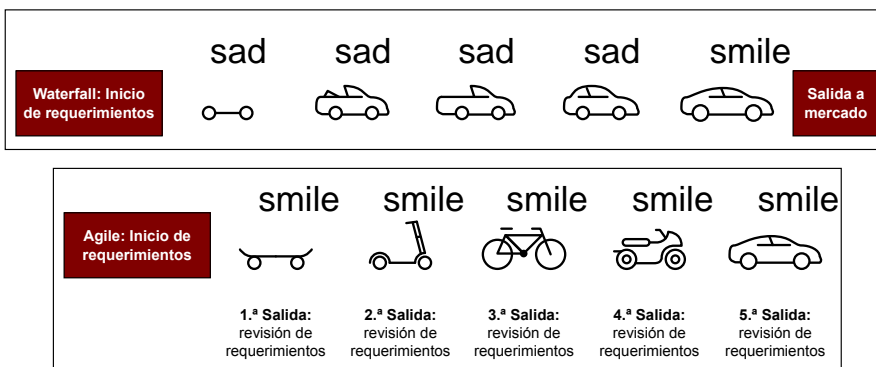 sad sad sad sad smile
Waterfall: Inicio
de requerimientos
Salida a
mercado
smile smile smile smile smile
Agile: Inicio de
requerimientos
1.ª Salida:
revisión de
requerimientos
2.ª Salida:
revisión de
requerimientos
3.ª Salida:
revisión de
requerimientos
4.ª Salida:
revisión de
requerimientos
5.ª Salida:
revisión de
requerimientos